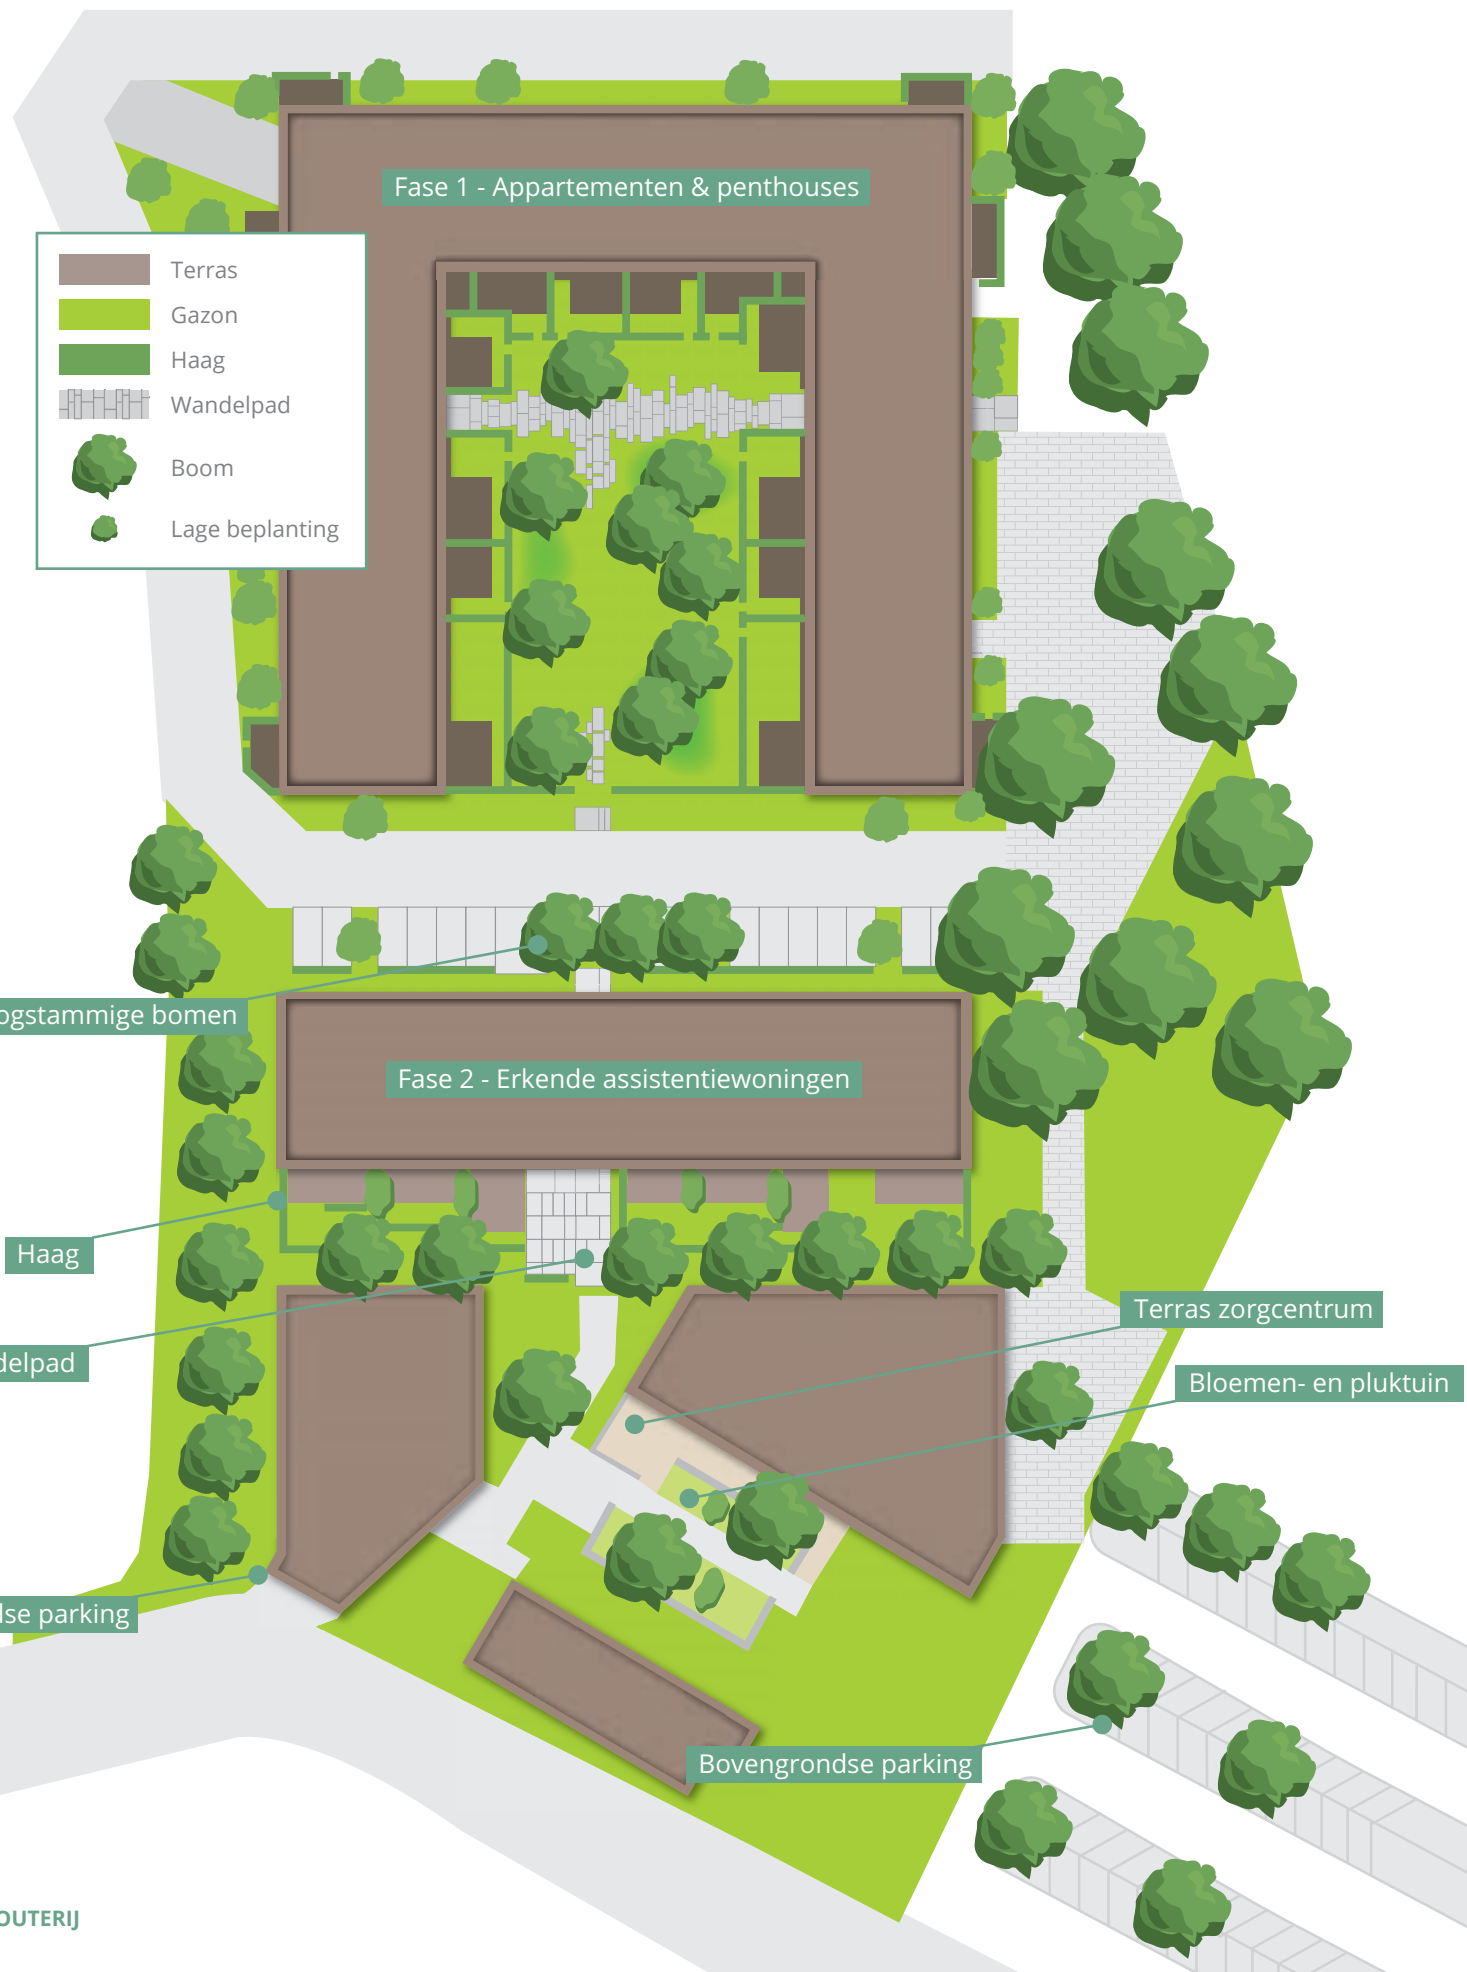 Fase 1 - Appartementen & penthouses
Terras
Gazon
Haag
Wandelpad
Boom
Lage beplanting
ogstammige bomen
Fase 2 - Erkende assistentiewoningen
Haag
Terras zorgcentrum
delpad
Bloemen- en pluktuin
dse parking
Bovengrondse parking
OUTERIJ